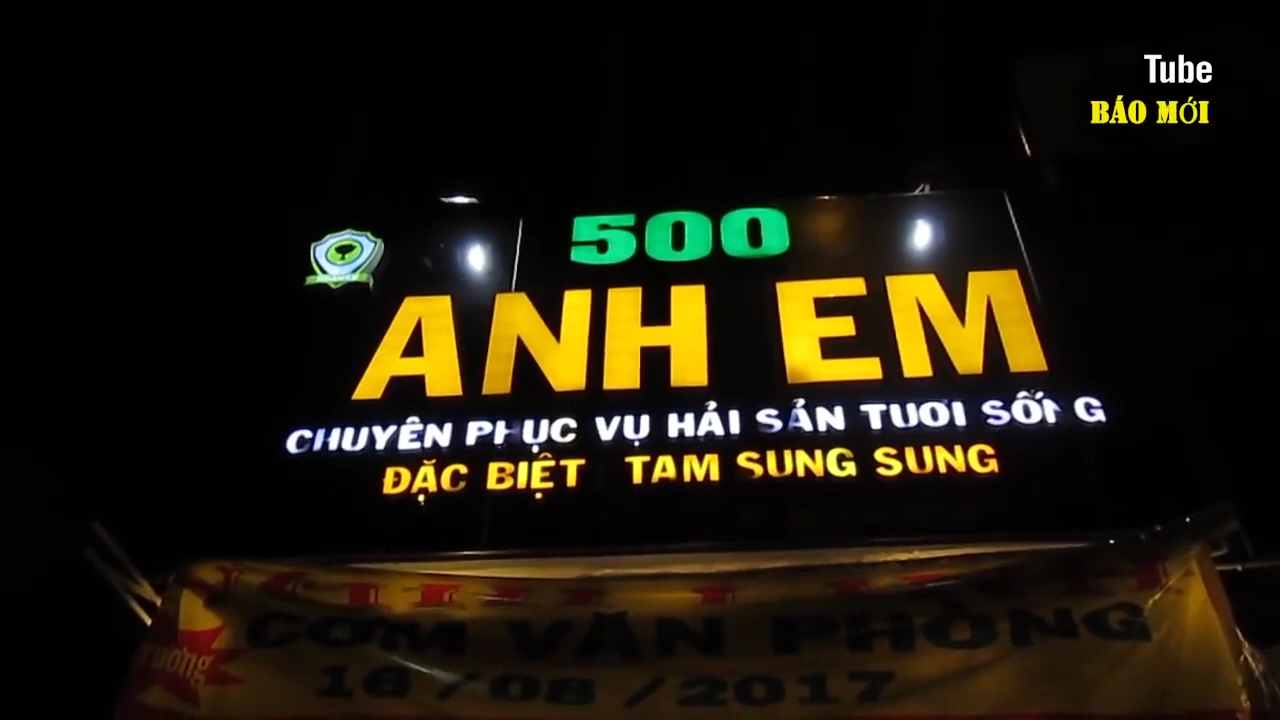 Tube
BÁO MỚI
500
ANH EM
CHUYÊN PHỤC VỤ HẢI SẢN TƯƠI SỐNG
ĐẶC BIỆT TAM SUNG SUNG
CƠM VĂN PHÒNG
16/08/2017